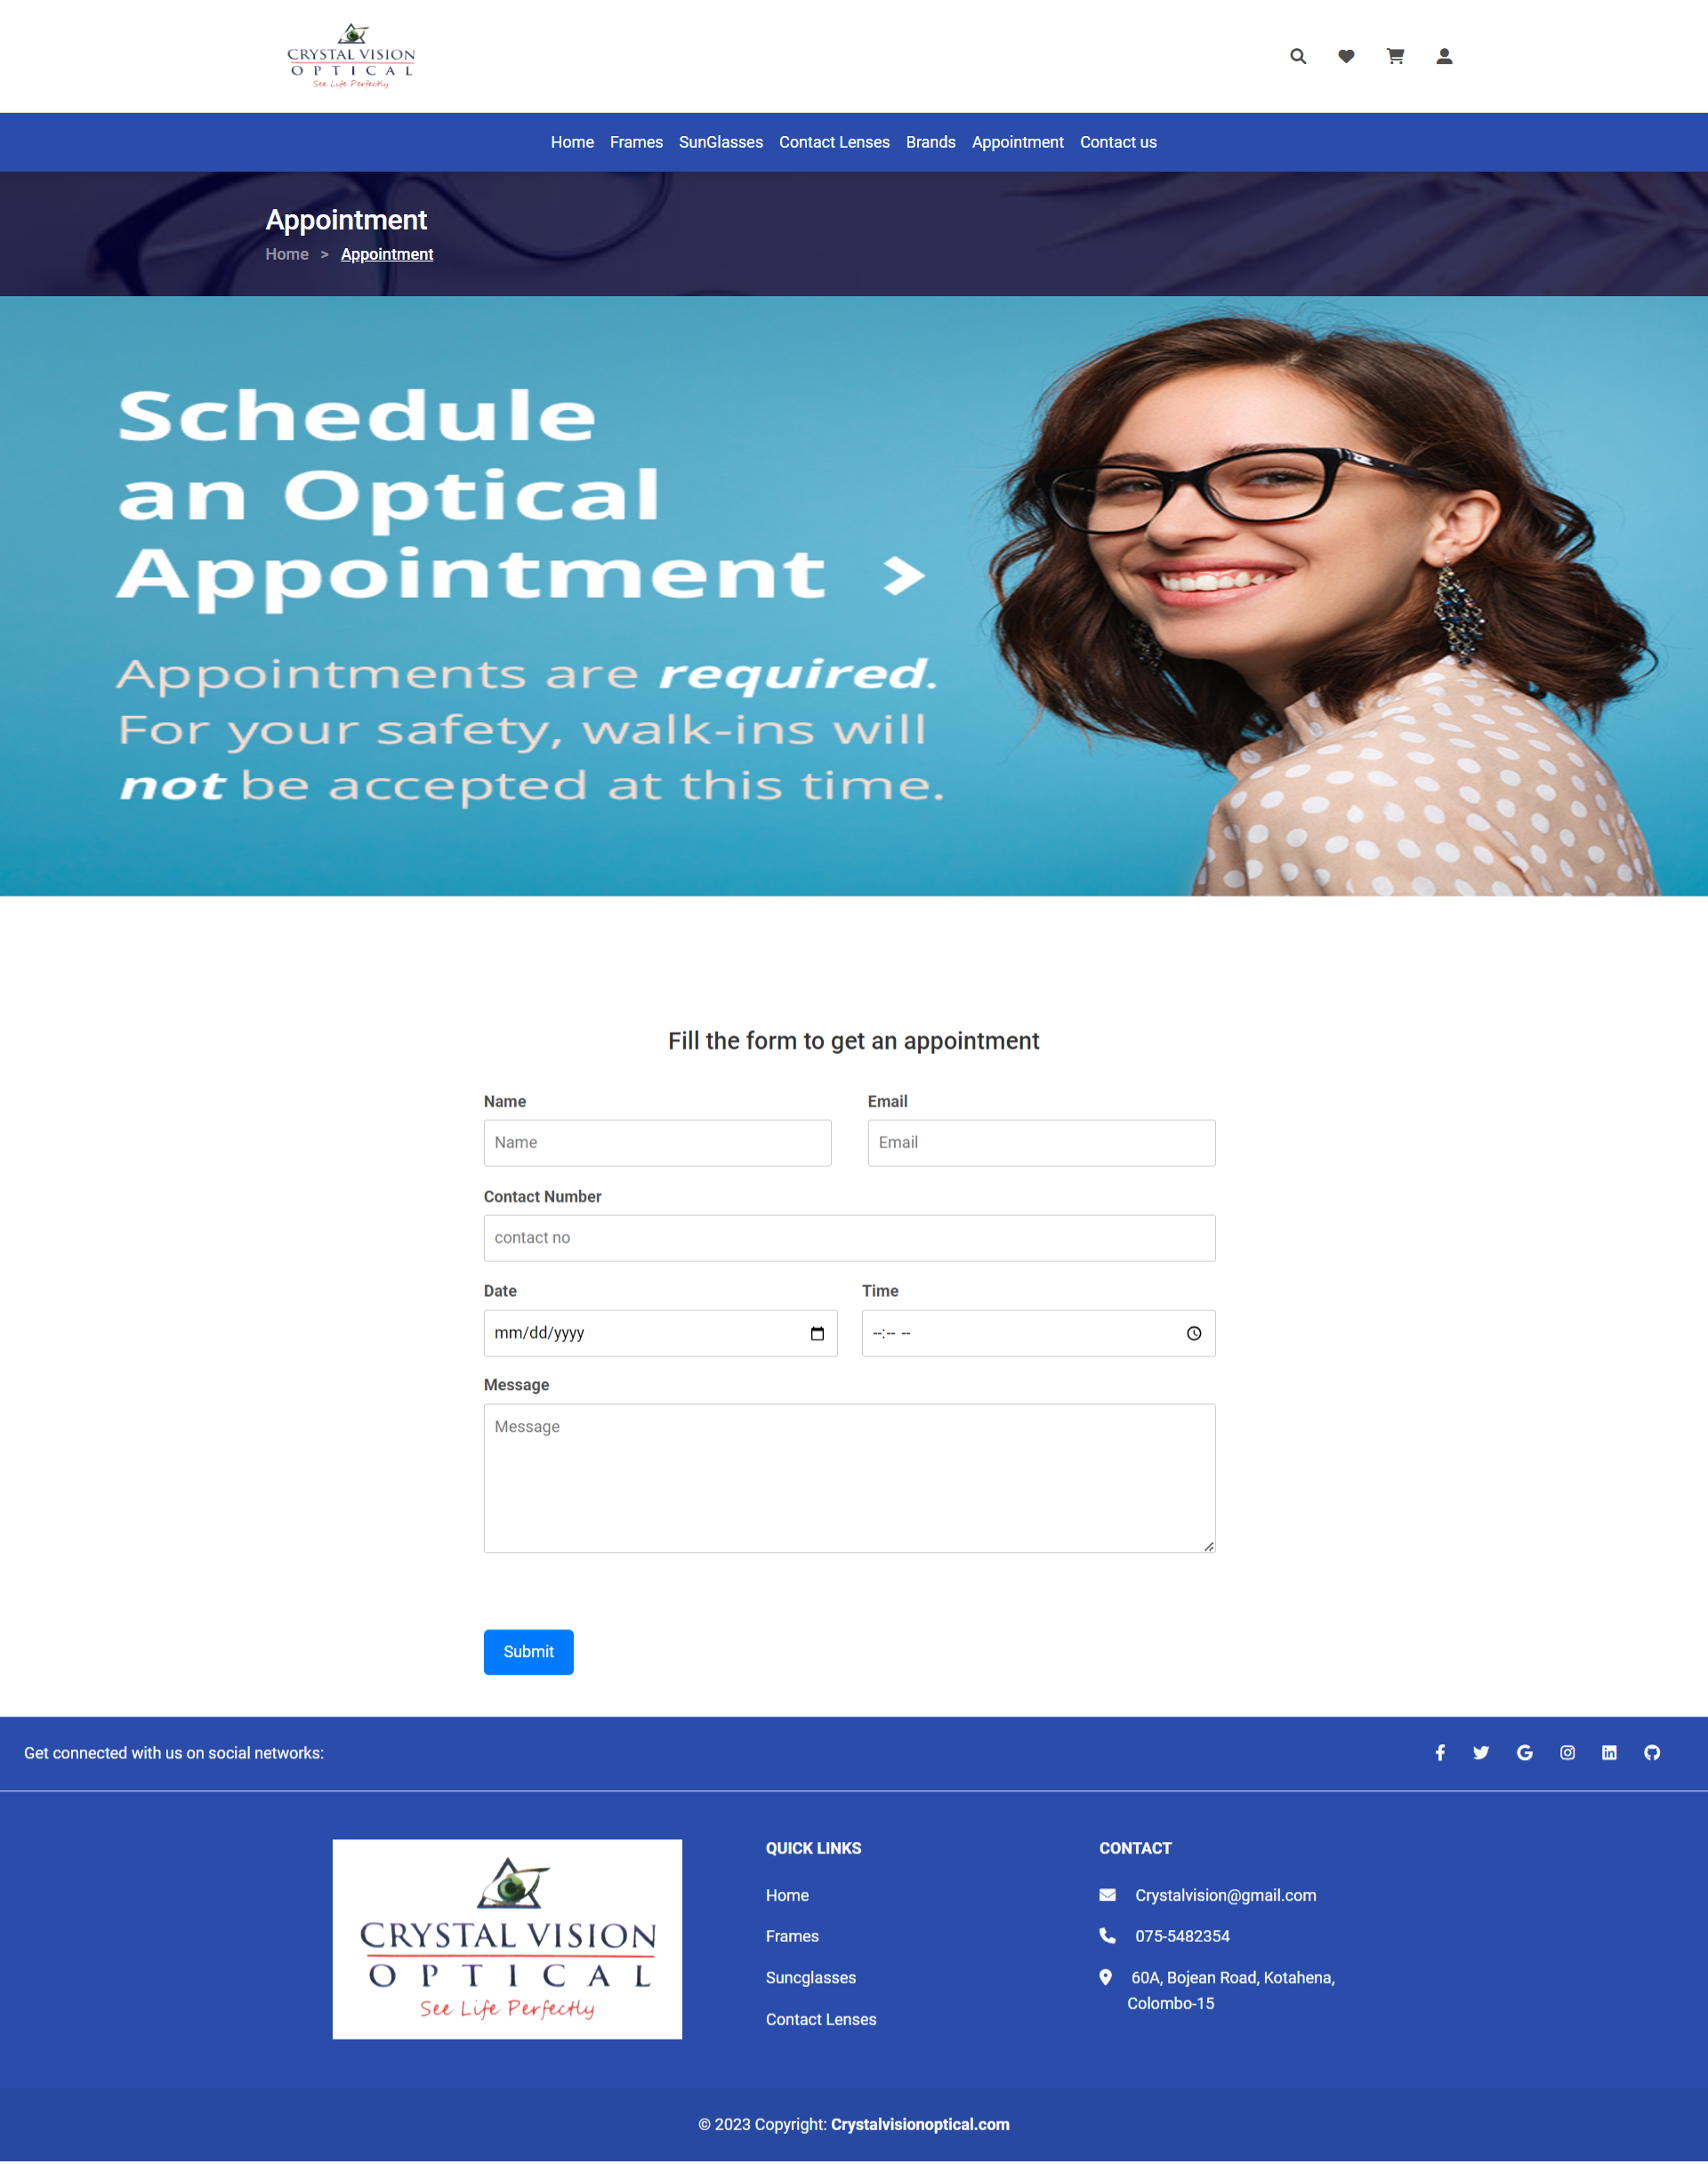 CRYSTAL VISION
OPTICAL
See Life Perfectly
Home Frames SunGlasses Contact Lenses Brands Appointment Contact us
Appointment
Home > Appointment
Schedule
an Optical
Appointment >
Appointments are required.
For your safety, walk-ins will
not be accepted at this time.
Fill the form to get an appointment
Name Email
Name Email
Contact Number
contact no
Date Time
mm/dd/yyyy --:-- --
Message
Message
Submit
Get connected with us on social networks:
CRYSTAL VISION
OPTICAL
See Life Perfectly
QUICK LINKS
Home
Frames
Suncglasses
Contact Lenses
CONTACT
Crystalvision@gmail.com
075-5482354
60A, Bojean Road, Kotahena,
Colombo-15
© 2023 Copyright: Crystalvisionoptical.com